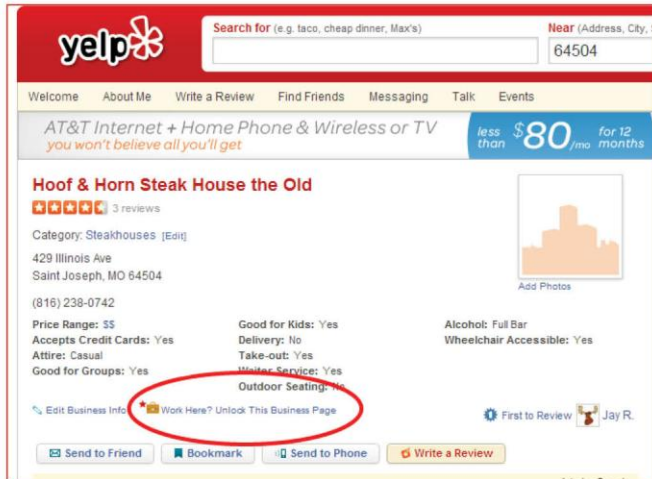 yelp
Search for (e.g. taco, cheap dinner, Max's)
Near (Address, City,
64504
Welcome About Me Write a Review Find Friends Messaging Talk Events
AT&T Internet + Home Phone & Wireless or TV
you won't believe all you'll get
less than $80/mo for 12 months
Hoof & Horn Steak House the Old
3 reviews
Category: Steakhouses [Edit]
429 Illinois Ave
Saint Joseph, MO 64504
(816) 238-0742
Add Photos
Price Range: $$
Accepts Credit Cards: Yes
Attire: Casual
Good for Groups: Yes
Good for Kids: Yes
Delivery: No
Take-out: Yes
Waiter Service: Yes
Outdoor Seating: No
Alcohol: Full Bar
Wheelchair Accessible: Yes
Edit Business Info Work Here? Unlock This Business Page
First to Review Jay R.
Send to Friend Bookmark Send to Phone Write a Review